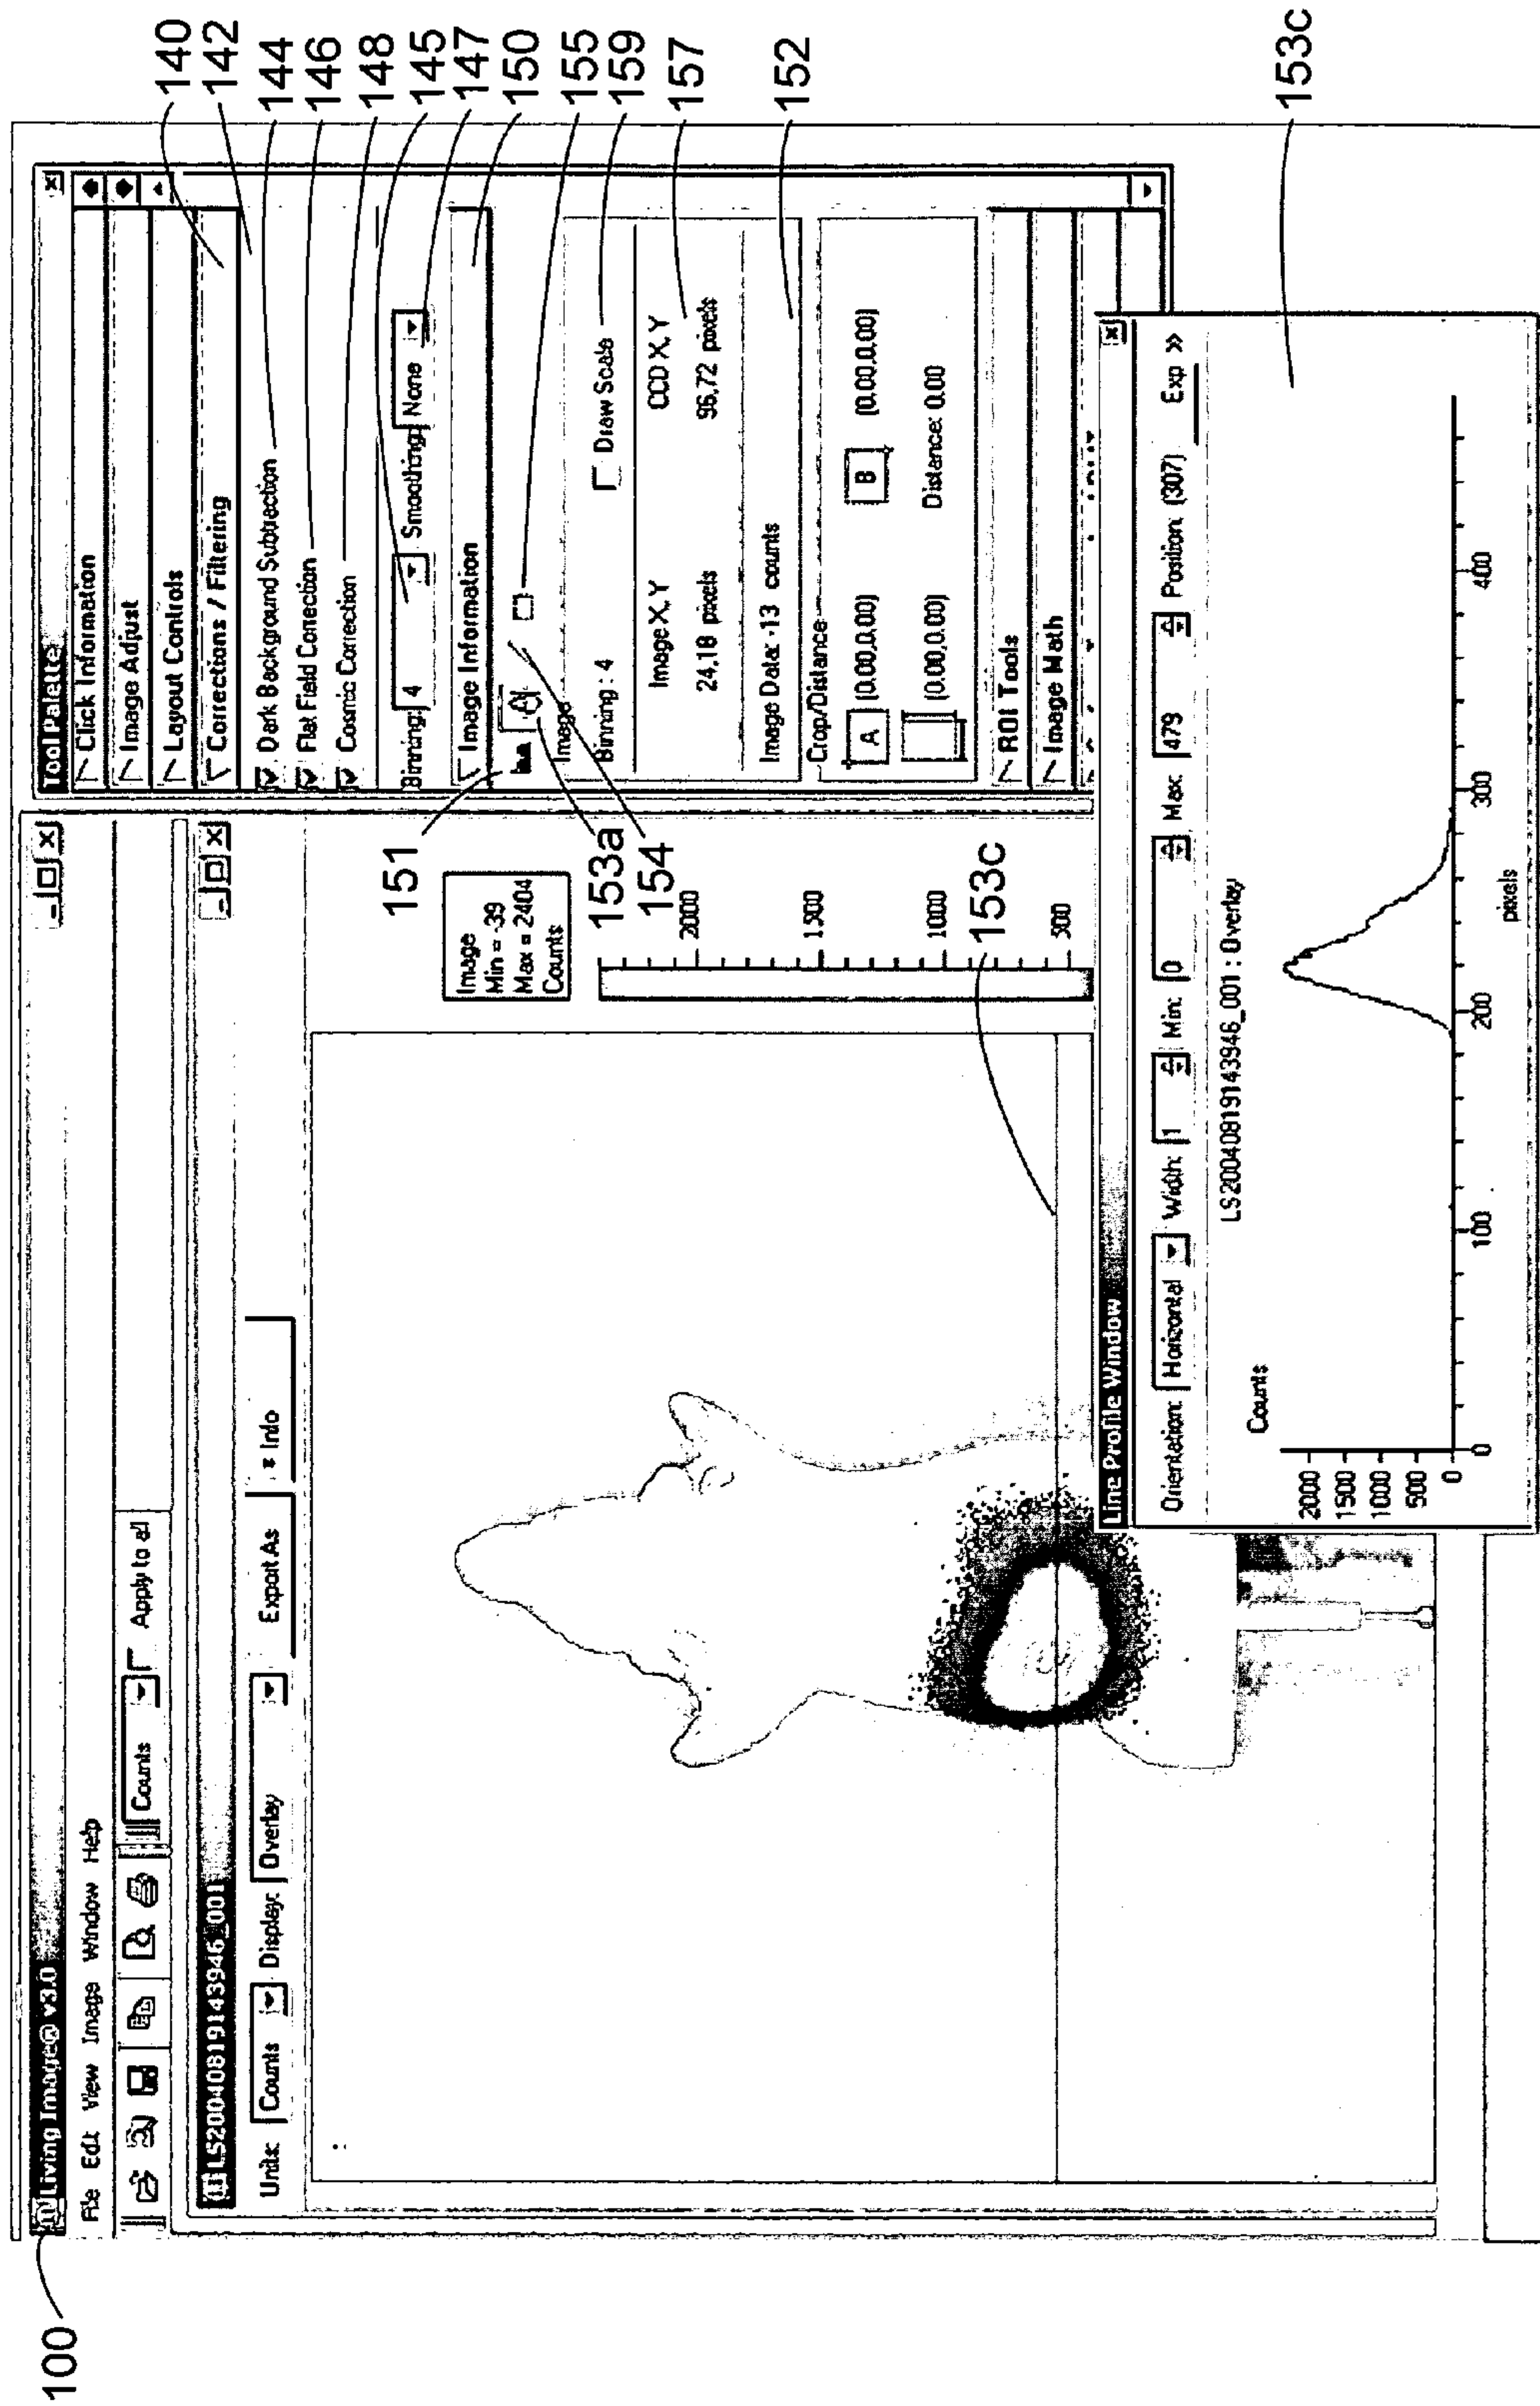 100
Living Image® v3.0
File Edit View Image Window Help
Counts
Apply to all
LS20040819143946_001
Units: Counts Display: Overlay Export As Info
Image
Min = -39
Max = 2404
Counts
2000
1500
1000
500
151
153a
154
153c
Tool Palette
Click Information
Image Adjust
Layout Controls
Corrections / Filtering
Dark Background Subtraction
Flat Field Correction
Cosmic Correction
Binning: 4 Smoothing: None
Image Information
Image
Binning : 4 Draw Scale
Image X, Y CCD X, Y
24,18 pixels 96,72 pixels
Image Data: -13 counts
Crop/Distance
A (0.00,0.00) B (0.00,0.00)
(0.00,0.00) Distance: 0.00
ROI Tools
Image Math
140
142
144
146
148
145
147
150
155
159
157
152
153c
Line Profile Window
Orientation: Horizontal Width: 1 Min: 0 Max: 479 Position: (307) Exp >>
LS20040819143946_001 : Overlay
Counts
2000
1500
1000
500
0
0 100 200 300 400
pixels